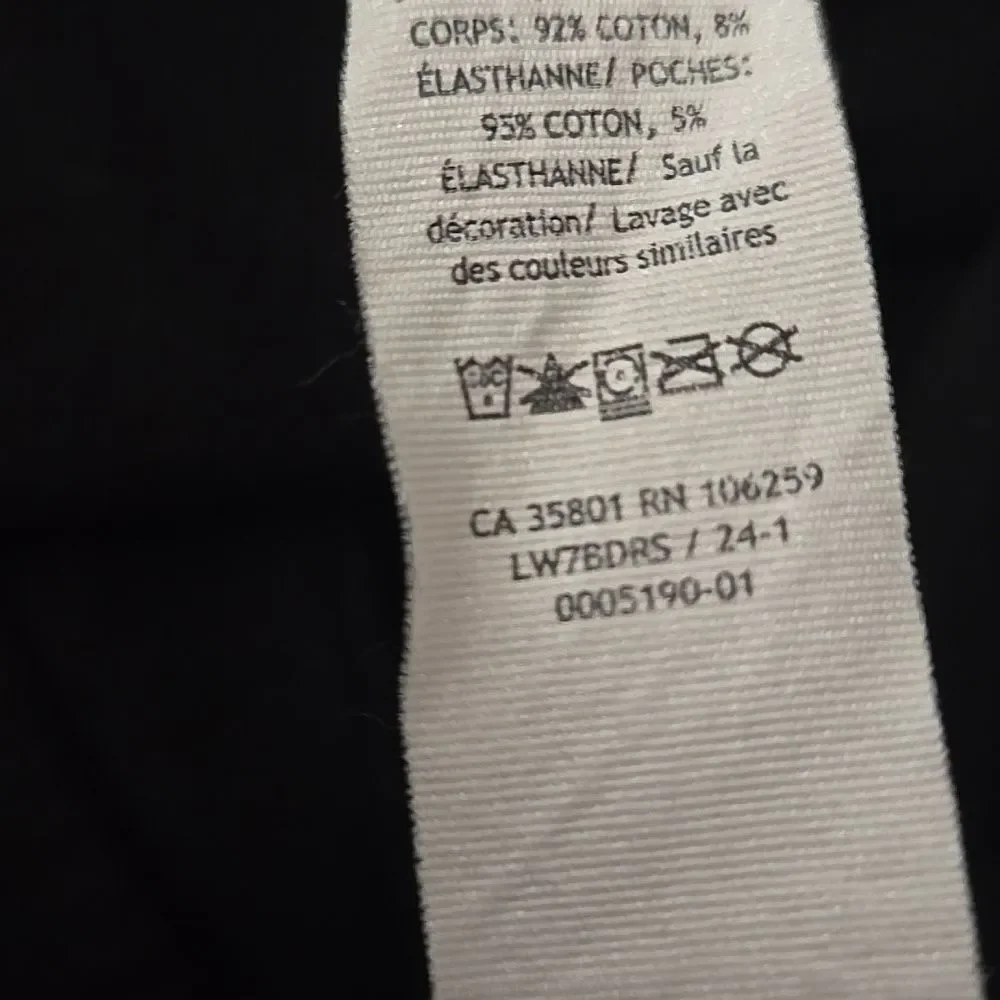 CORPS: 92% COTON, 8%
ÉLASTHANNE/ POCHES:
95% COTON, 5%
ÉLASTHANNE/ Sauf la
décoration/ Lavage avec
des couleurs similaires
CA 35801 RN 106259
LW7BDRS / 24-1
0005190-01